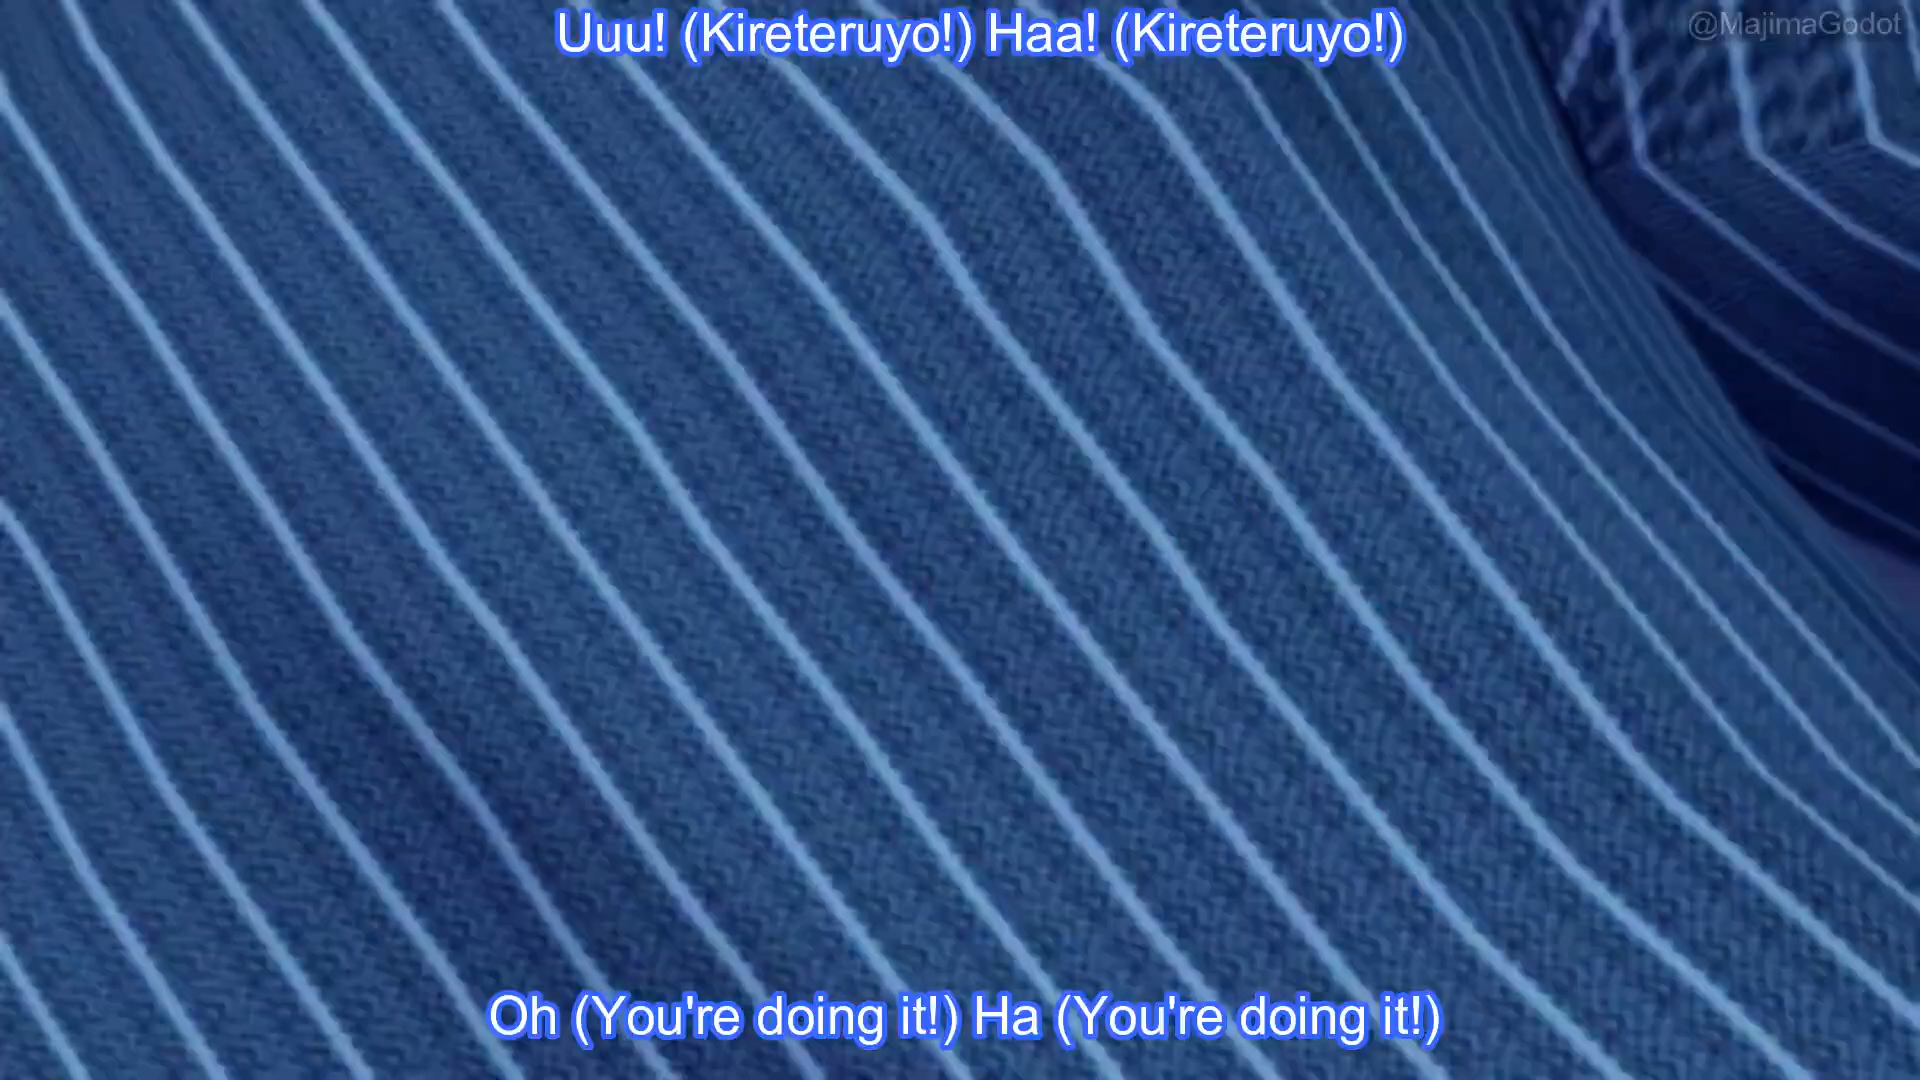 Uuu! (Kireteruyo!) Haa! (Kireteruyo!)
@MajimaGodot
Oh (You're doing it!) Ha (You're doing it!)